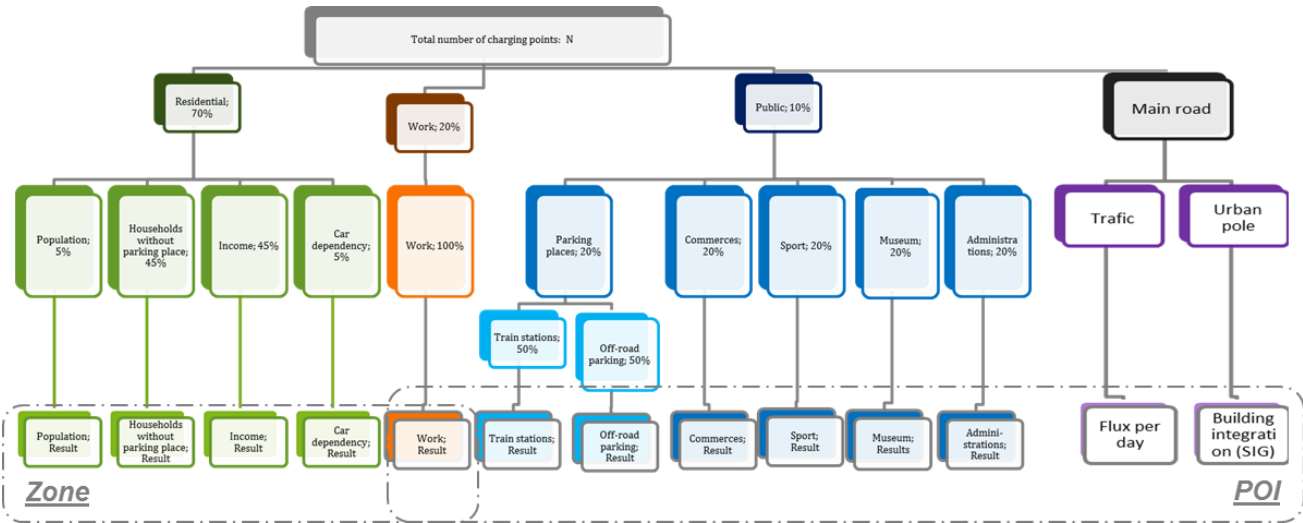 Total number of charging points:  N
Residential;
70%
Work; 20%
Public; 10%
Main road
Population;
5%
Households
without
parking place;
45%
Income; 45%
Car
dependency;
5%
Work; 100%
Parking
places; 20%
Commerces;
20%
Sport; 20%
Museum;
20%
Administra
tions; 20%
Trafic
Urban
pole
Train stations;
50%
Off-road
parking; 50%
Population;
Result
Households
without
parking place;
Result
Income;
Result
Car
dependency;
Result
Work;
Result
Train stations;
Result
Off-road
parking;
Result
Commerces;
Result
Sport;
Result
Museum;
Results
Admini-
strations;
Result
Flux per
day
Building
integrati
on (SIG)
Zone
POI